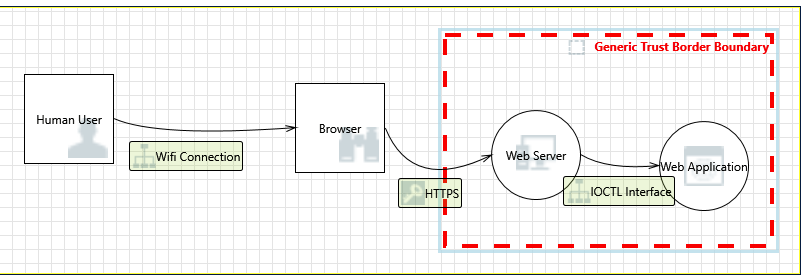 Generic Trust Border Boundary
Human User
Browser
Web Server
Web Application
Wifi Connection
HTTPS
IOCTL Interface